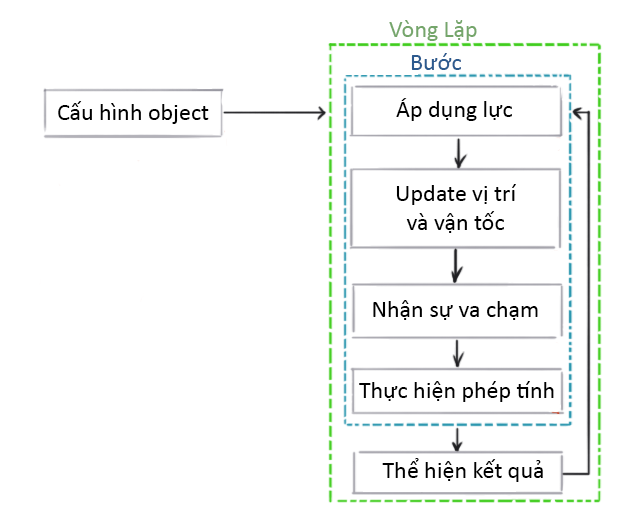 Vòng Lặp
Bước
Cấu hình object
Áp dụng lực
Update vị trí
và vận tốc
Nhận sự va chạm
Thực hiện phép tính
Thể hiện kết quả